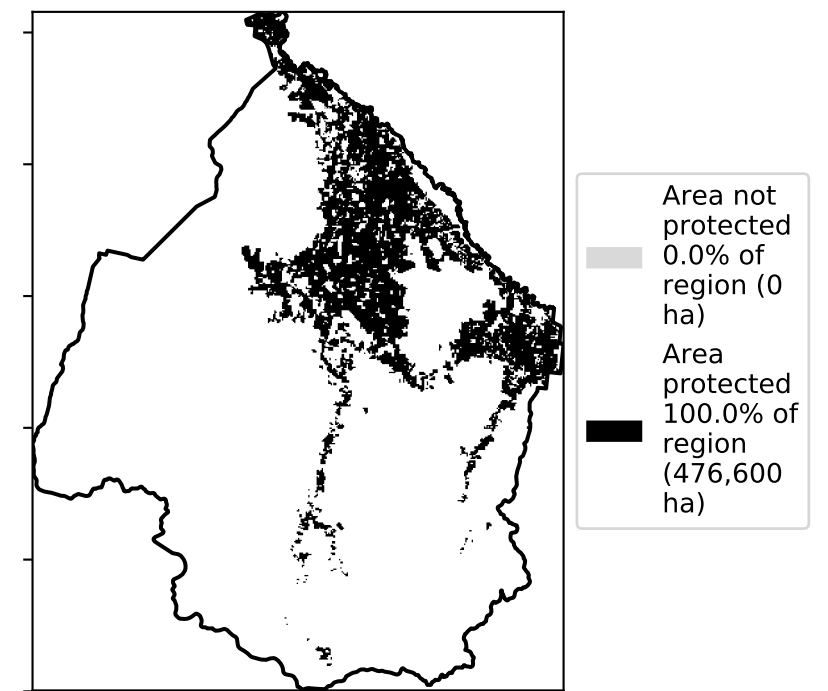 Area not
protected
0.0% of
region (0
ha)
Area
protected
100.0% of
region
(476,600
ha)